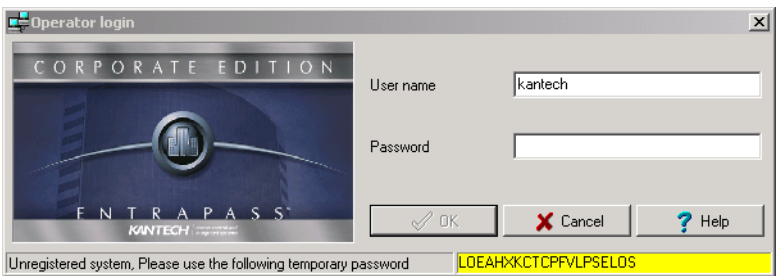 Operator login
CORPORATE EDITION
ENTRAPASS
KANTECH
User name
kantech
Password
OK
Cancel
Help
Unregistered system, Please use the following temporary password
LOEAHXKCTCPFVLPSELOS